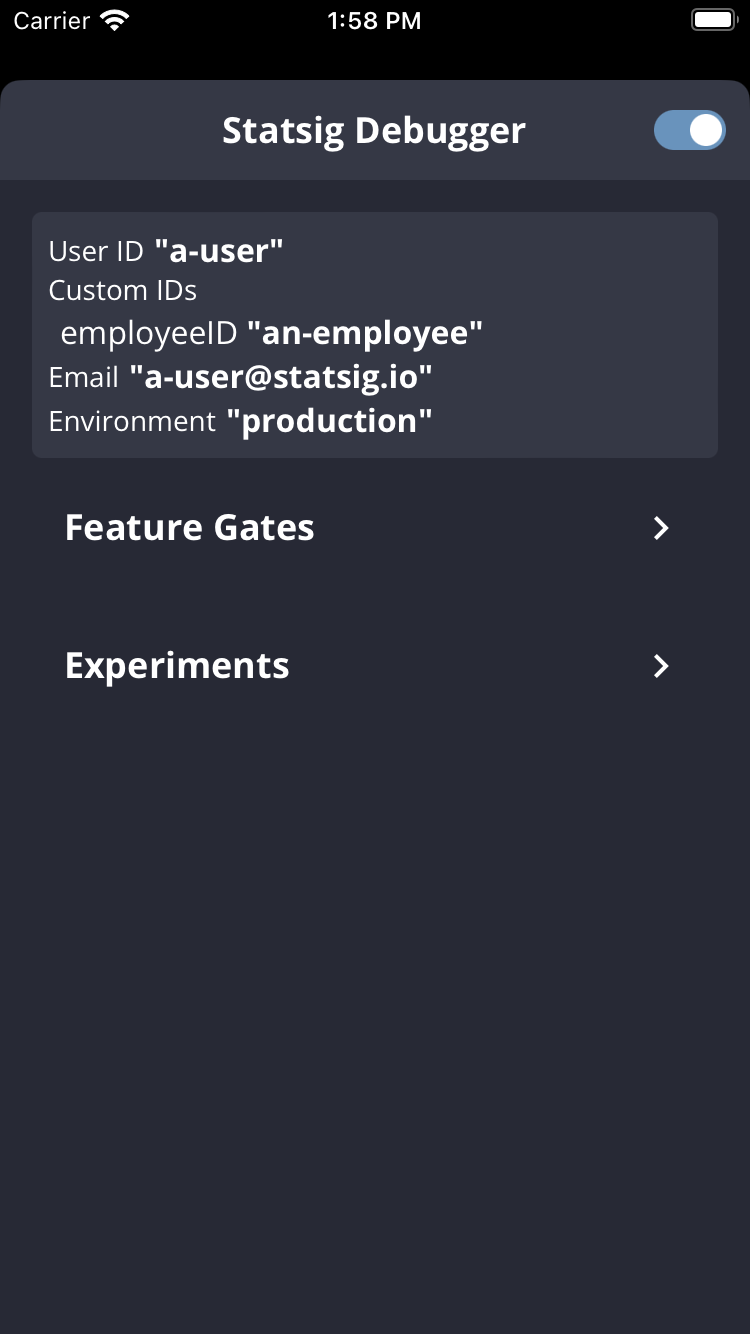 Carrier 1:58 PM
Statsig Debugger
User ID "a-user"
Custom IDs
employeeID "an-employee"
Email "a-user@statsig.io"
Environment "production"
Feature Gates
Experiments